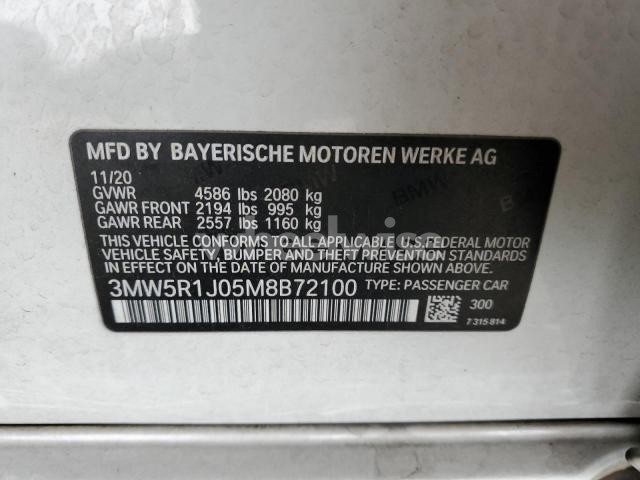 MFD BY BAYERISCHE MOTOREN WERKE AG
11/20
GVWR 4586 lbs 2080 kg
GAWR FRONT 2194 lbs 995 kg
GAWR REAR 2557 lbs 1160 kg
THIS VEHICLE CONFORMS TO ALL APPLICABLE U.S.FEDERAL MOTOR
VEHICLE SAFETY, BUMPER, AND THEFT PREVENTION STANDARDS
IN EFFECT ON THE DATE OF MANUFACTURE SHOWN ABOVE.
3MW5R1J05M8B72100 TYPE: PASSENGER CAR
300
7 315 814
BMW